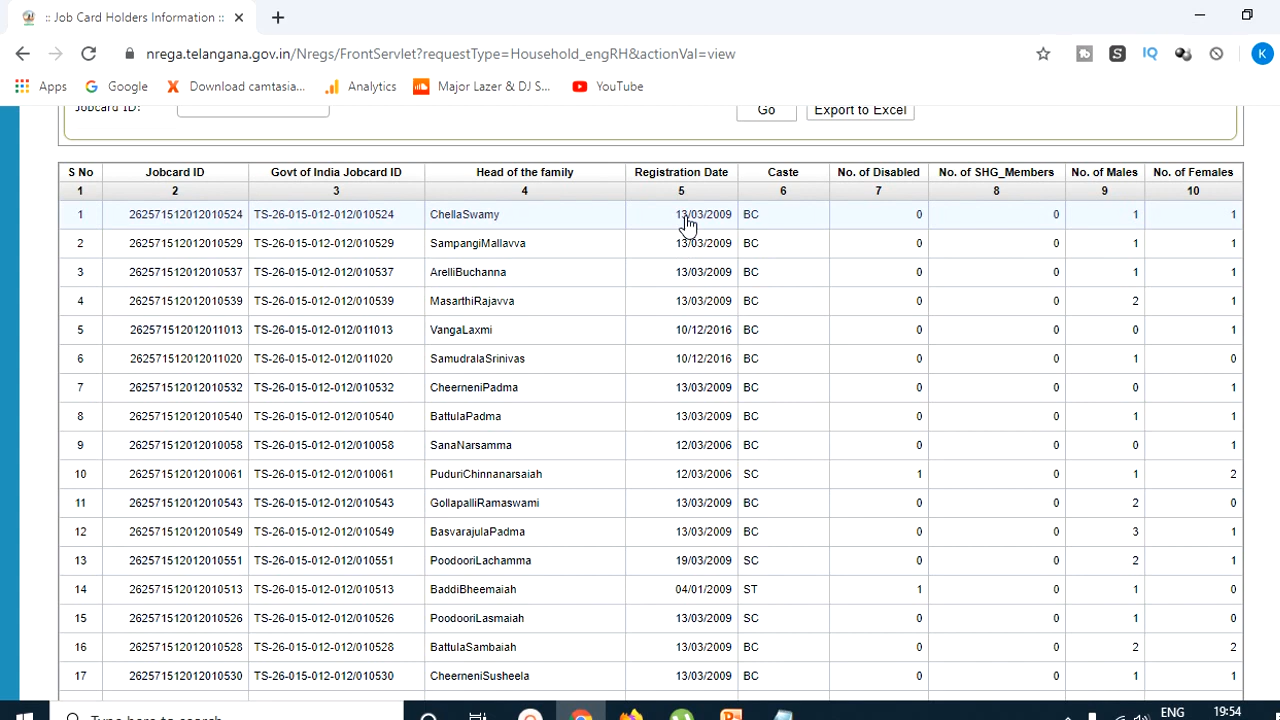 :: Job Card Holders Information ::
nrega.telangana.gov.in/Nregs/FrontServlet?requestType=Household_engRH&actionVal=view
S
IQ
K
Apps Google Download camtasia... Analytics Major Lazer & DJ S... YouTube
Jobcard ID: Go Export to Excel
S No Jobcard ID Govt of India Jobcard ID Head of the family Registration Date Caste No. of Disabled No. of SHG_Members No. of Males No. of Females
1 2 3 4 5 6 7 8 9 10
1 262571512012010524 TS-26-015-012-012/010524 ChellaSwamy 13/03/2009 BC 0 0 1 1
2 262571512012010529 TS-26-015-012-012/010529 SampangiMallavva 13/03/2009 BC 0 0 1 1
3 262571512012010537 TS-26-015-012-012/010537 ArelliBuchanna 13/03/2009 BC 0 0 1 1
4 262571512012010539 TS-26-015-012-012/010539 MasarthiRajavva 13/03/2009 BC 0 0 2 1
5 262571512012011013 TS-26-015-012-012/011013 VangaLaxmi 10/12/2016 BC 0 0 0 1
6 262571512012011020 TS-26-015-012-012/011020 SamudralaSrinivas 10/12/2016 BC 0 0 1 0
7 262571512012010532 TS-26-015-012-012/010532 CheerneniPadma 13/03/2009 BC 0 0 0 1
8 262571512012010540 TS-26-015-012-012/010540 BattulaPadma 13/03/2009 BC 0 0 1 1
9 262571512012010058 TS-26-015-012-012/010058 SanaNarsamma 12/03/2006 BC 0 0 0 1
10 262571512012010061 TS-26-015-012-012/010061 PuduriChinnanarsaiah 12/03/2006 SC 1 0 1 2
11 262571512012010543 TS-26-015-012-012/010543 GollapalliRamaswami 13/03/2009 BC 0 0 2 0
12 262571512012010549 TS-26-015-012-012/010549 BasvarajulaPadma 13/03/2009 BC 0 0 3 1
13 262571512012010551 TS-26-015-012-012/010551 PoodooriLachamma 19/03/2009 SC 0 0 2 1
14 262571512012010513 TS-26-015-012-012/010513 BaddiBheemaiah 04/01/2009 ST 1 0 1 0
15 262571512012010526 TS-26-015-012-012/010526 PoodooriLasmaiah 13/03/2009 SC 0 0 1 0
16 262571512012010528 TS-26-015-012-012/010528 BattulaSambaiah 13/03/2009 BC 0 0 2 2
17 262571512012010530 TS-26-015-012-012/010530 CheerneniSusheela 13/03/2009 BC 0 0 1 1
Type here to search ENG 19:54